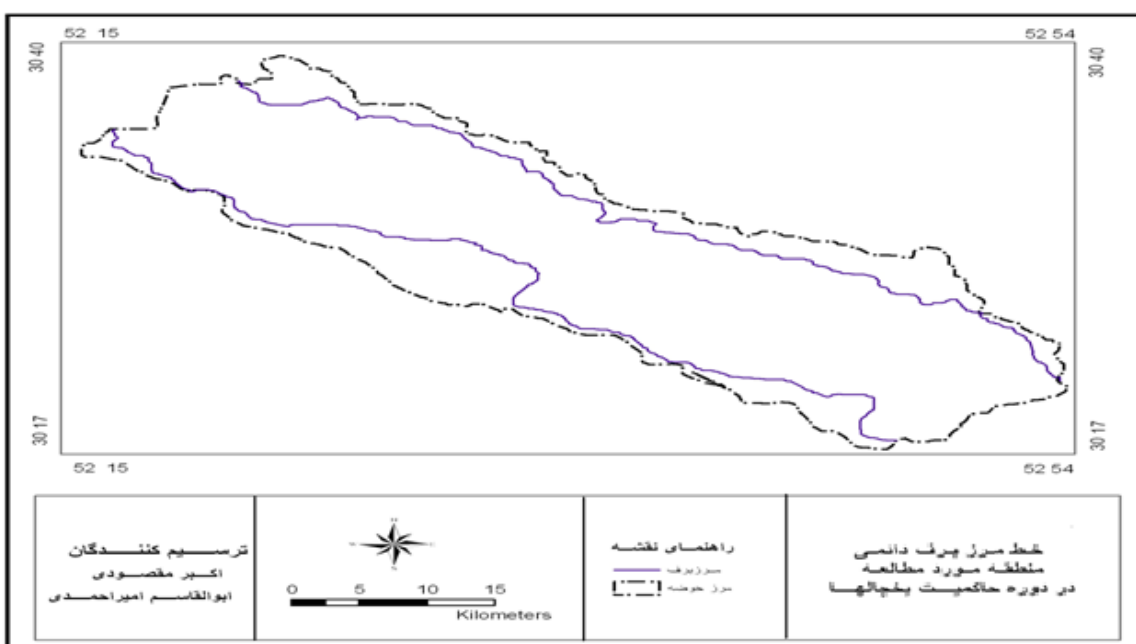 52 15
52 54
30 40
30 40
30 17
30 17
52 15
52 54
خط مرز برف دائمی
منطقه مورد مطالعه
در دوره حاکمیت یخچالها
راهنمای نقشه
مرزبرف
مرز حوضه
N
0 5 10 15
Kilometers
ترسیم کنندگان
اکبر مقصودی
ابوالقاسم امیراحمدی